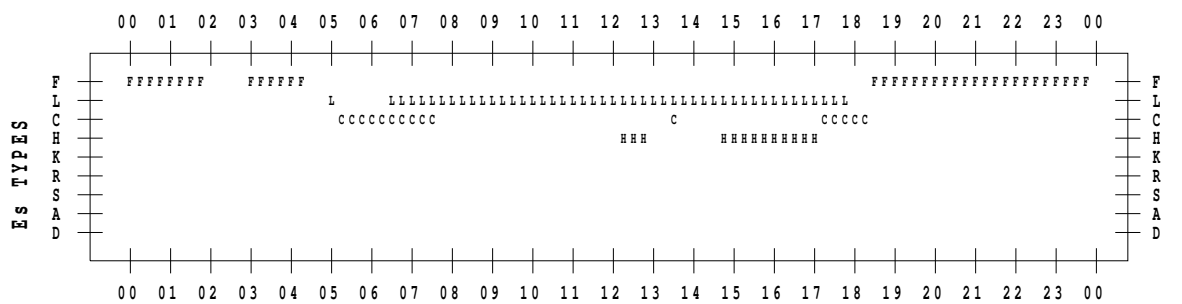 00 01 02 03 04 05 06 07 08 09 10 11 12 13 14 15 16 17 18 19 20 21 22 23 00
F FFFFFFFF FFFFFF FFFFFFFFFFFFFFFFFFFFFF F
L L LLLLLLLLLLLLLLLLLLLLLLLLLLLLLLLLLLLLLLLLLLLLLL L
C CCCCCCCCCC C CCCCC C
H HHH HHHHHHHHHH H
K K
R R
S S
A A
D D
Es TYPES
00 01 02 03 04 05 06 07 08 09 10 11 12 13 14 15 16 17 18 19 20 21 22 23 00